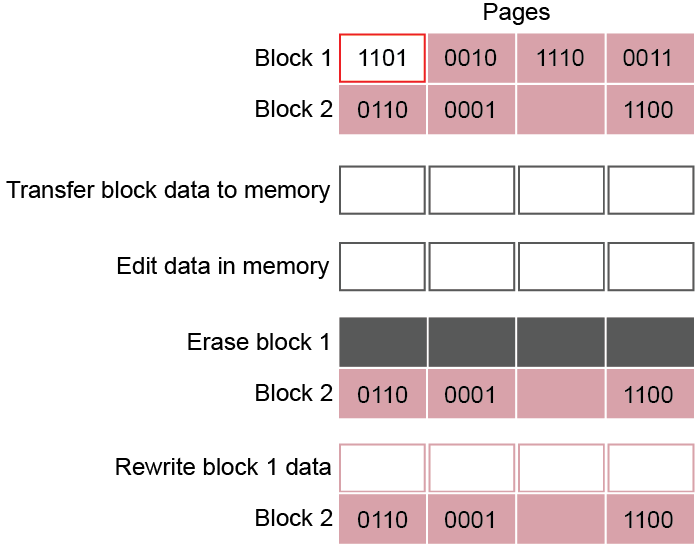 Pages
Block 1 1101 0010 1110 0011
Block 2 0110 0001 1100
Transfer block data to memory
Edit data in memory
Erase block 1
Block 2 0110 0001 1100
Rewrite block 1 data
Block 2 0110 0001 1100